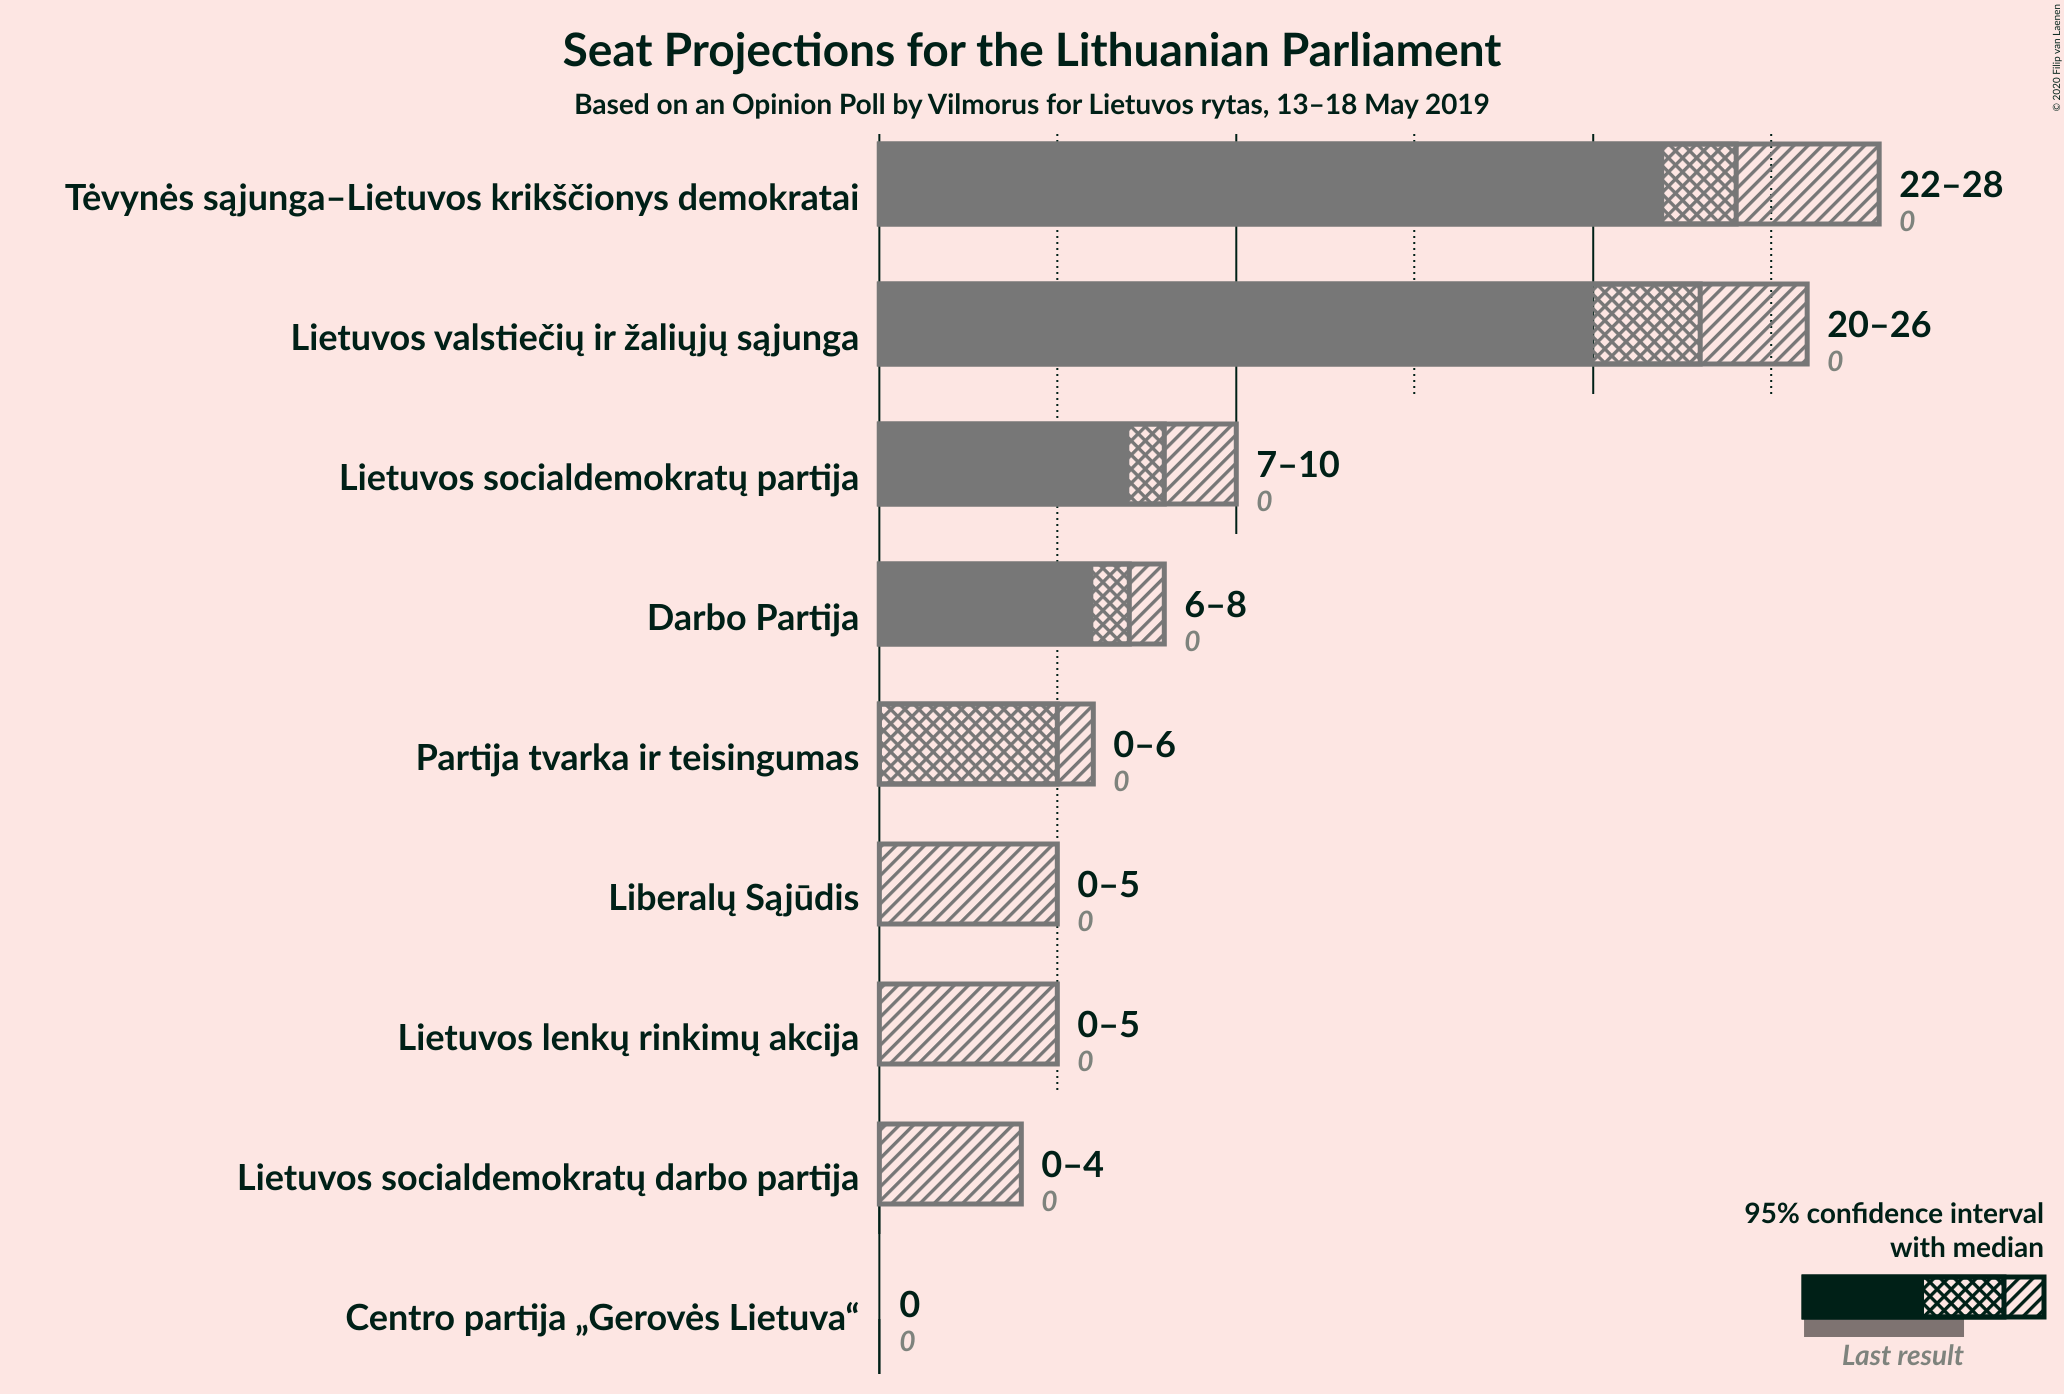 Seat Projections for the Lithuanian Parliament
Based on an Opinion Poll by Vilmorus for Lietuvos rytas, 13–18 May 2019
© 2020 Filip van Laenen
Tėvynės sąjunga–Lietuvos krikščionys demokratai
22–28
0
Lietuvos valstiečių ir žaliųjų sąjunga
20–26
0
Lietuvos socialdemokratų partija
7–10
0
Darbo Partija
6–8
0
Partija tvarka ir teisingumas
0–6
0
Liberalų Sąjūdis
0–5
0
Lietuvos lenkų rinkimų akcija
0–5
0
Lietuvos socialdemokratų darbo partija
0–4
0
Centro partija „Gerovės Lietuva“
0
0
95% confidence interval
with median
Last result